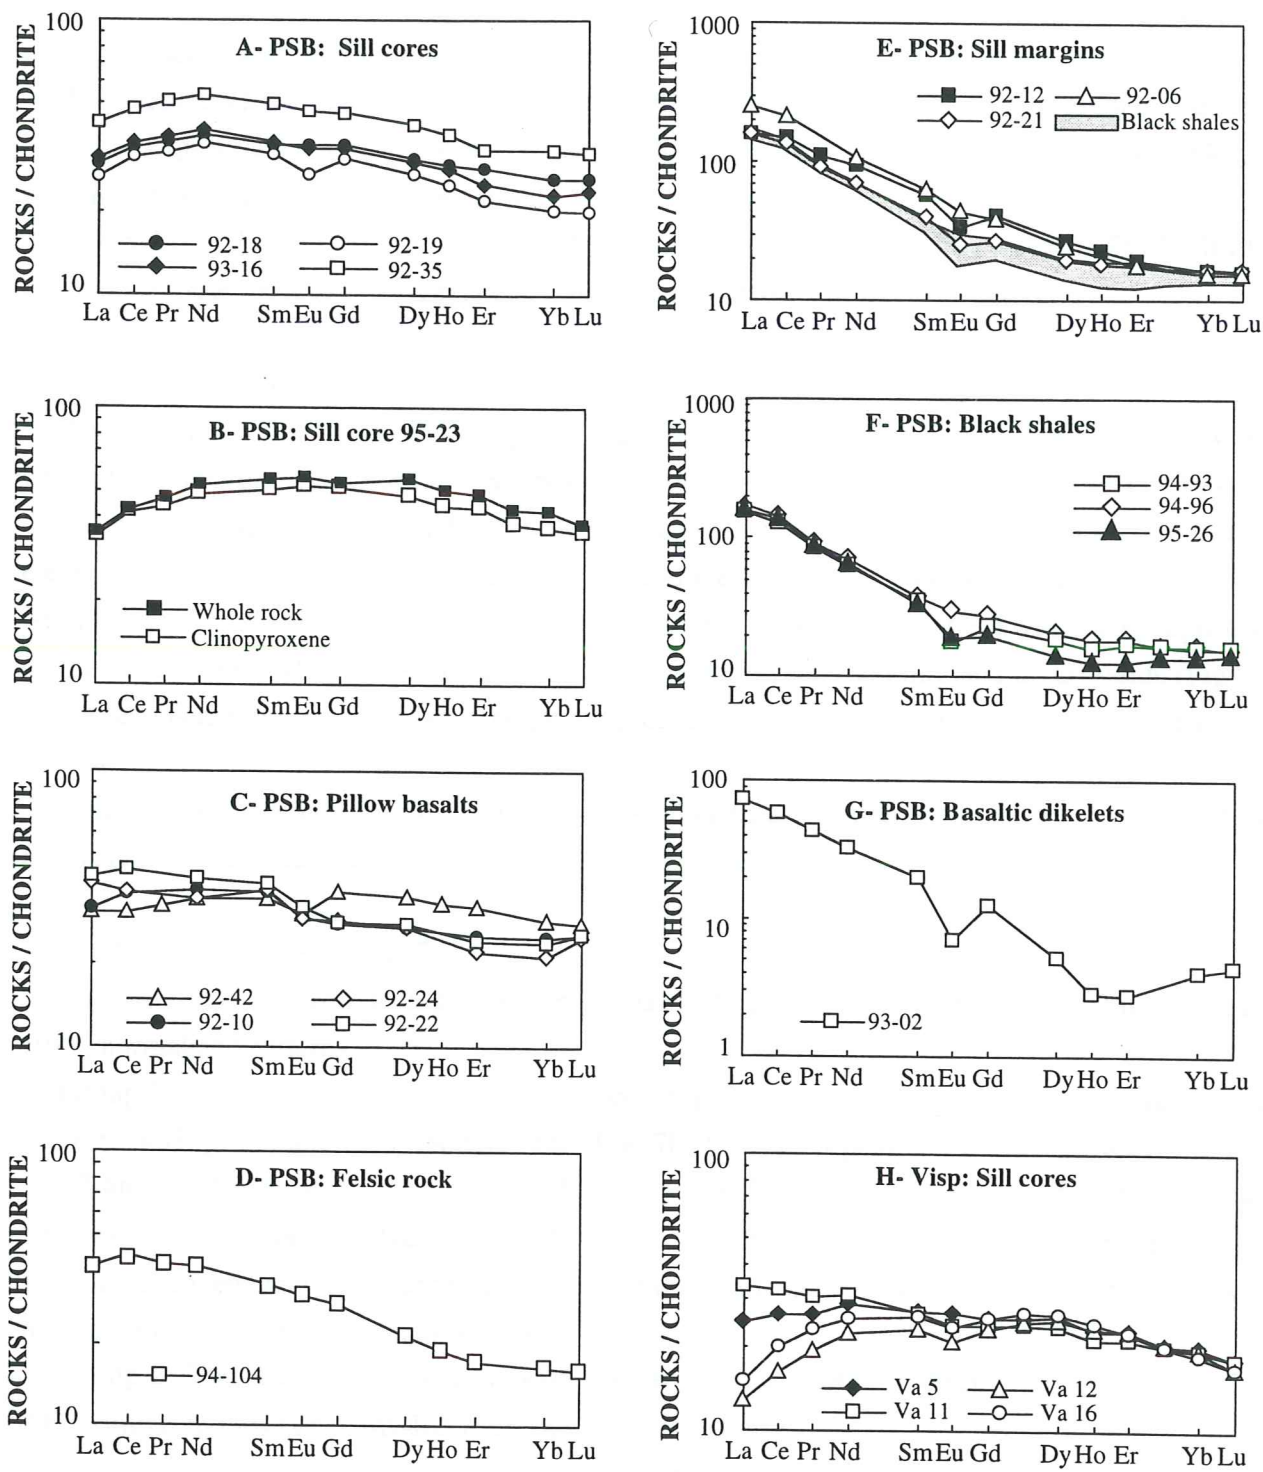 A- PSB: Sill cores
ROCKS / CHONDRITE
100
10
92-18
92-19
93-16
92-35
La Ce Pr Nd Sm Eu Gd Dy Ho Er Yb Lu
E- PSB: Sill margins
ROCKS / CHONDRITE
1000
100
10
92-12
92-06
92-21
Black shales
La Ce Pr Nd Sm Eu Gd Dy Ho Er Yb Lu
B- PSB: Sill core 95-23
ROCKS / CHONDRITE
100
10
Whole rock
Clinopyroxene
La Ce Pr Nd Sm Eu Gd Dy Ho Er Yb Lu
F- PSB: Black shales
ROCKS / CHONDRITE
1000
100
10
94-93
94-96
95-26
La Ce Pr Nd Sm Eu Gd Dy Ho Er Yb Lu
C- PSB: Pillow basalts
ROCKS / CHONDRITE
100
10
92-42
92-24
92-10
92-22
La Ce Pr Nd Sm Eu Gd Dy Ho Er Yb Lu
G- PSB: Basaltic dikelets
ROCKS / CHONDRITE
100
10
1
93-02
La Ce Pr Nd Sm Eu Gd Dy Ho Er Yb Lu
D- PSB: Felsic rock
ROCKS / CHONDRITE
100
10
94-104
La Ce Pr Nd Sm Eu Gd Dy Ho Er Yb Lu
H- Visp: Sill cores
ROCKS / CHONDRITE
100
10
Va 5
Va 12
Va 11
Va 16
La Ce Pr Nd Sm Eu Gd Dy Ho Er Yb Lu